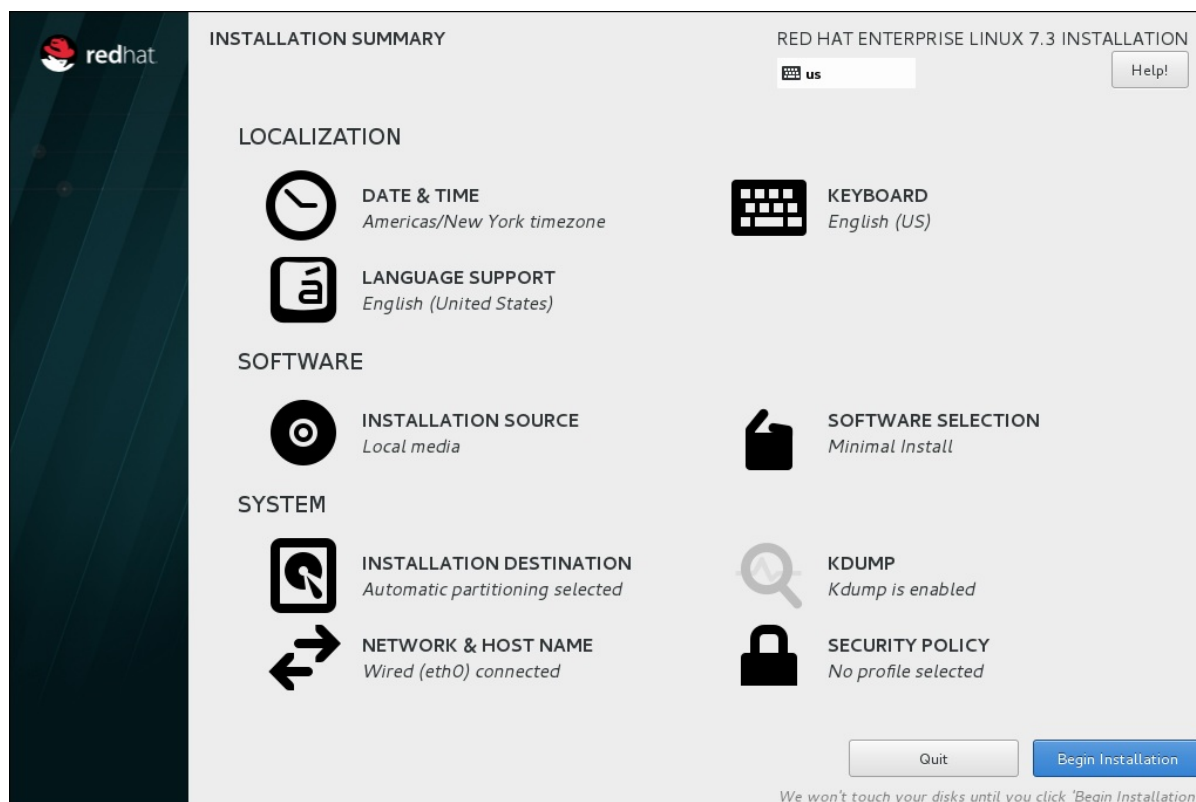 redhat
INSTALLATION SUMMARY
RED HAT ENTERPRISE LINUX 7.3 INSTALLATION
us
Help!
LOCALIZATION
DATE & TIME
Americas/New York timezone
KEYBOARD
English (US)
á
LANGUAGE SUPPORT
English (United States)
SOFTWARE
INSTALLATION SOURCE
Local media
SOFTWARE SELECTION
Minimal Install
SYSTEM
INSTALLATION DESTINATION
Automatic partitioning selected
KDUMP
Kdump is enabled
NETWORK & HOST NAME
Wired (eth0) connected
SECURITY POLICY
No profile selected
Quit
Begin Installation
We won't touch your disks until you click 'Begin Installation